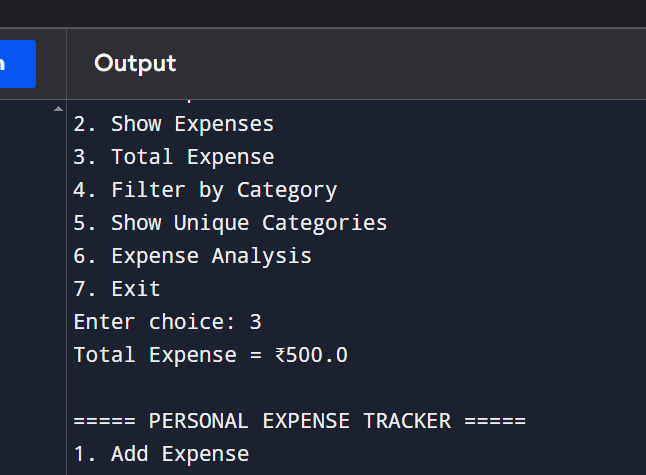 Output
2. Show Expenses
3. Total Expense
4. Filter by Category
5. Show Unique Categories
6. Expense Analysis
7. Exit
Enter choice: 3
Total Expense = ₹500.0
===== PERSONAL EXPENSE TRACKER =====
1. Add Expense